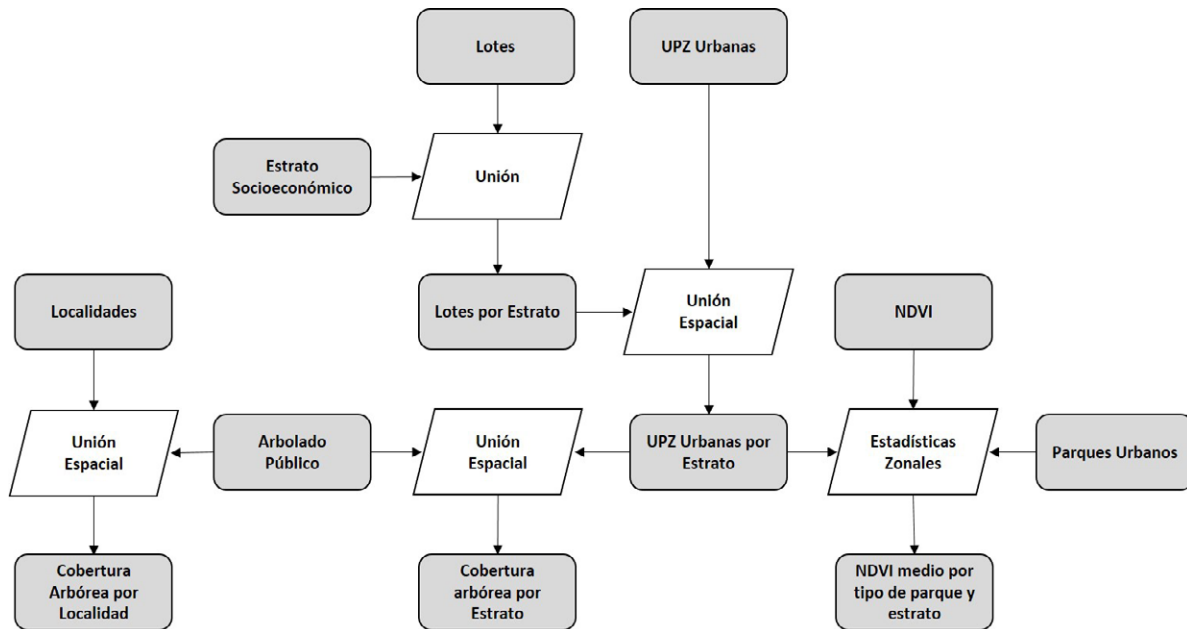 Lotes
UPZ Urbanas
Estrato
Socioeconómico
Unión
Localidades
Lotes por Estrato
Unión
Espacial
NDVI
Unión
Espacial
Arbolado
Público
Unión
Espacial
UPZ Urbanas por
Estrato
Estadísticas
Zonales
Parques Urbanos
Cobertura
Arbórea por
Localidad
Cobertura
arbórea por
Estrato
NDVI medio por
tipo de parque y
estrato